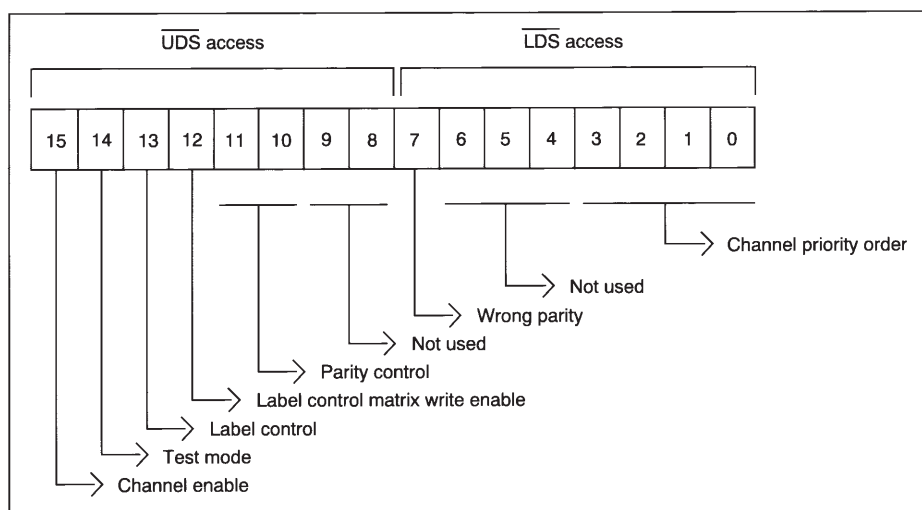 UDS access LDS access
15 14 13 12 11 10 9 8 7 6 5 4 3 2 1 0
Channel priority order
Not used
Wrong parity
Not used
Parity control
Label control matrix write enable
Label control
Test mode
Channel enable